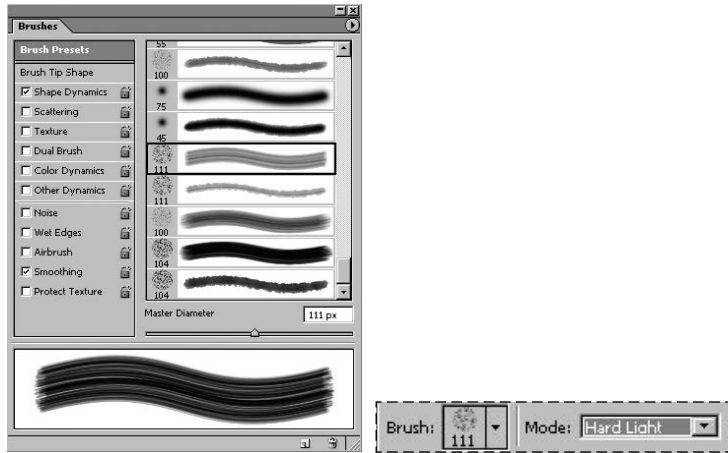 Brushes
Brush Presets
Brush Tip Shape
Shape Dynamics
Scattering
Texture
Dual Brush
Color Dynamics
Other Dynamics
Noise
Wet Edges
Airbrush
Smoothing
Protect Texture
55
100
75
45
111
111
100
104
104
Master Diameter
111 px
Brush:
111
Mode:
Hard Light